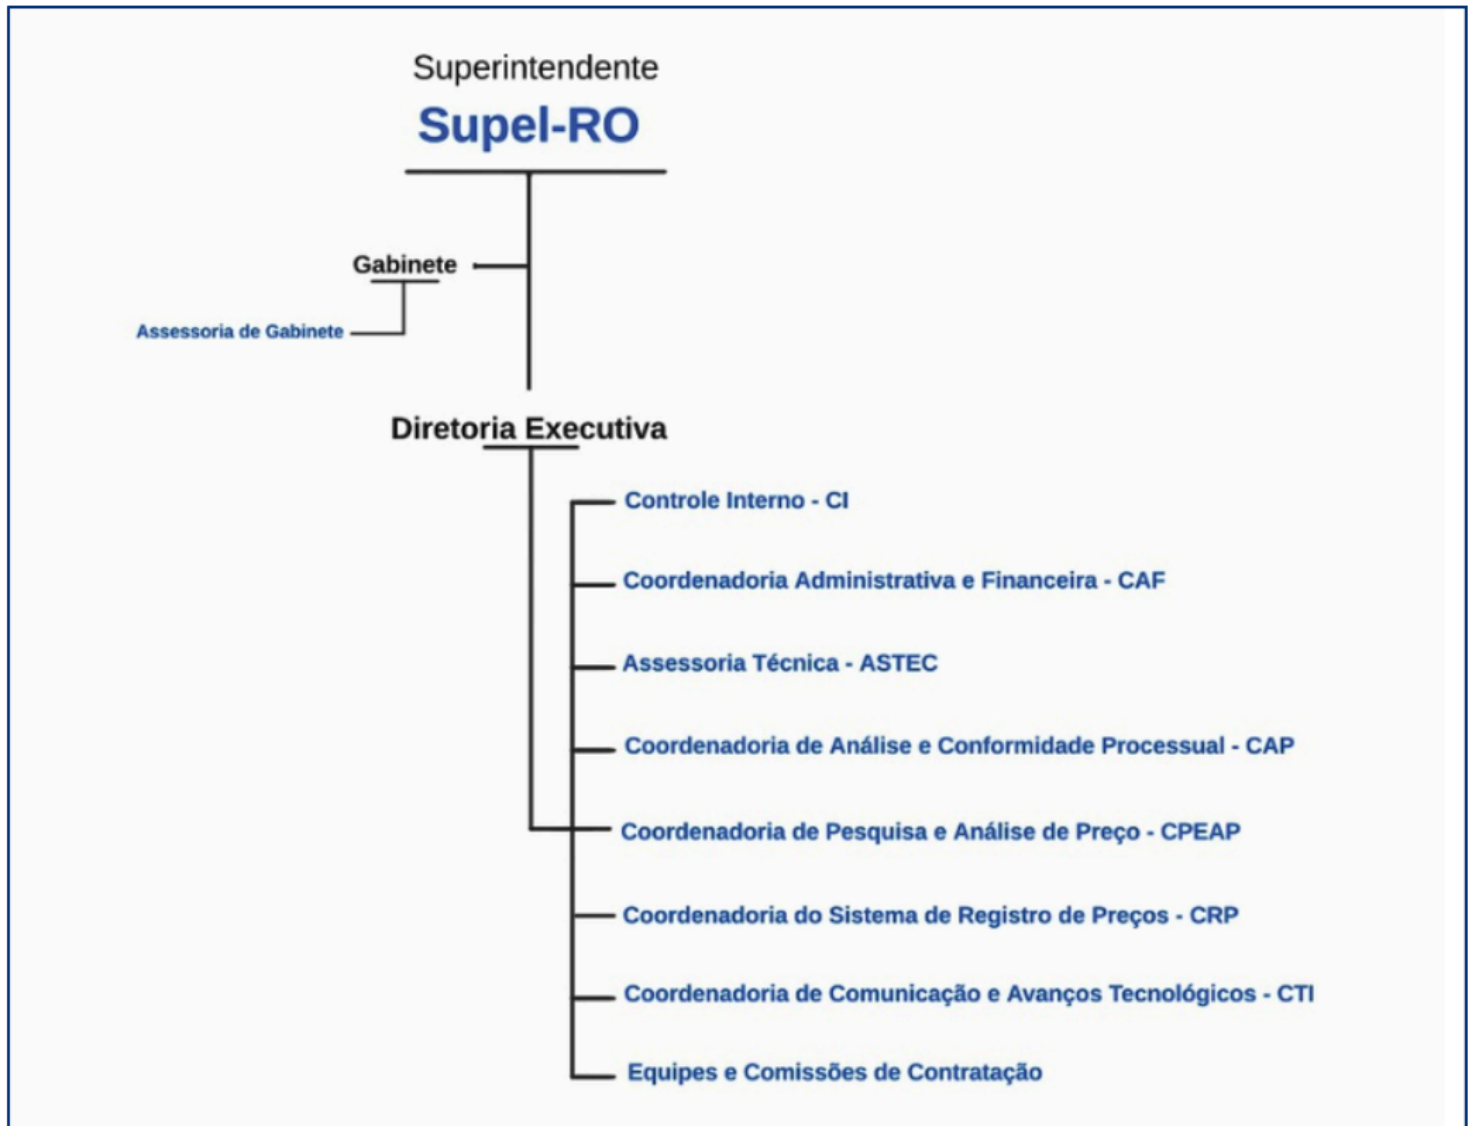 Superintendente
Supel-RO
Gabinete
Assessoria de Gabinete
Diretoria Executiva
Controle Interno - CI
Coordenadoria Administrativa e Financeira - CAF
Assessoria Técnica - ASTEC
Coordenadoria de Análise e Conformidade Processual - CAP
Coordenadoria de Pesquisa e Análise de Preço - CPEAP
Coordenadoria do Sistema de Registro de Preços - CRP
Coordenadoria de Comunicação e Avanços Tecnológicos - CTI
Equipes e Comissões de Contratação